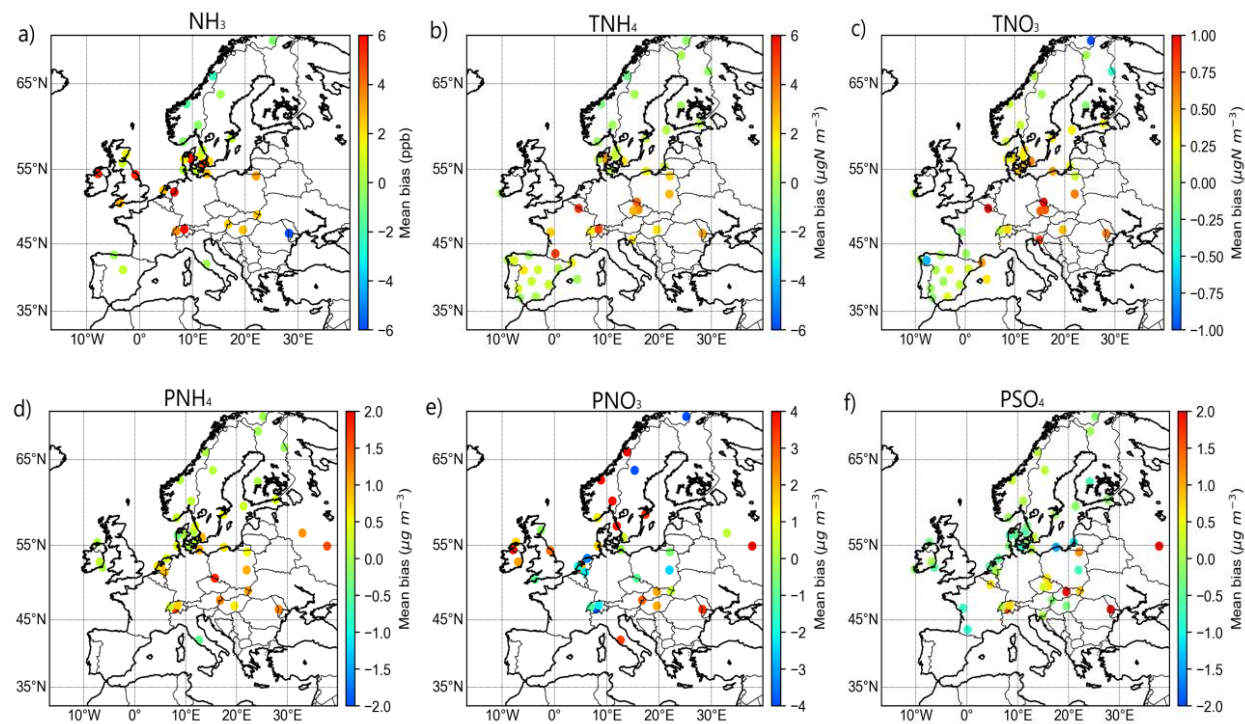 NH₃
TNH₄
TNO₃
a)
b)
c)
65°N
55°N
45°N
35°N
10°W 0° 10°E 20°E 30°E
6
4
2
0
−2
−4
−6
Mean bias (ppb)
65°N
55°N
45°N
35°N
10°W 0° 10°E 20°E 30°E
6
4
2
0
−2
−4
−6
Mean bias (μgN m⁻³)
65°N
55°N
45°N
35°N
10°W 0° 10°E 20°E 30°E
1.00
0.75
0.50
0.25
0.00
−0.25
−0.50
−0.75
−1.00
Mean bias (μgN m⁻³)
PNH₄
PNO₃
PSO₄
d)
e)
f)
65°N
55°N
45°N
35°N
10°W 0° 10°E 20°E 30°E
2.0
1.5
1.0
0.5
0.0
−0.5
−1.0
−1.5
−2.0
Mean bias (μg m⁻³)
65°N
55°N
45°N
35°N
10°W 0° 10°E 20°E 30°E
4
3
2
1
0
−1
−2
−3
−4
Mean bias (μg m⁻³)
65°N
55°N
45°N
35°N
10°W 0° 10°E 20°E 30°E
2.0
1.5
1.0
0.5
0.0
−0.5
−1.0
−1.5
−2.0
Mean bias (μg m⁻³)